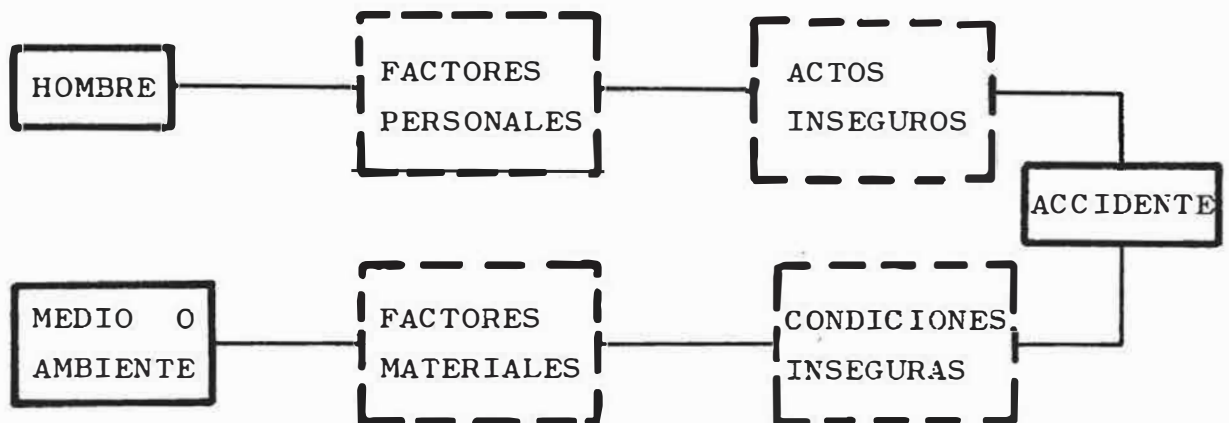 HOMBRE
FACTORES
PERSONALES
ACTOS
INSEGUROS
ACCIDENTE
MEDIO O
AMBIENTE
FACTORES
MATERIALES
CONDICIONES
INSEGURAS